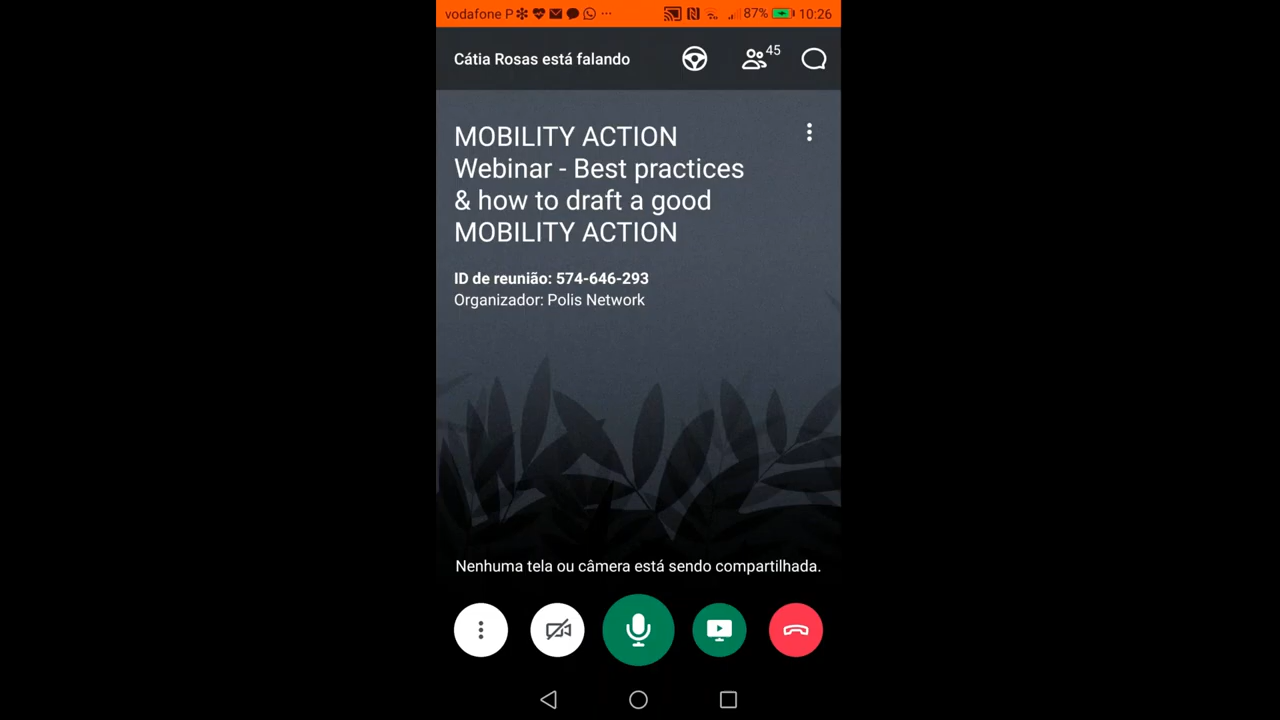 vodafone P ... 87% 10:26
Cátia Rosas está falando 45
MOBILITY ACTION
Webinar - Best practices
& how to draft a good
MOBILITY ACTION
ID de reunião: 574-646-293
Organizador: Polis Network
Nenhuma tela ou câmera está sendo compartilhada.